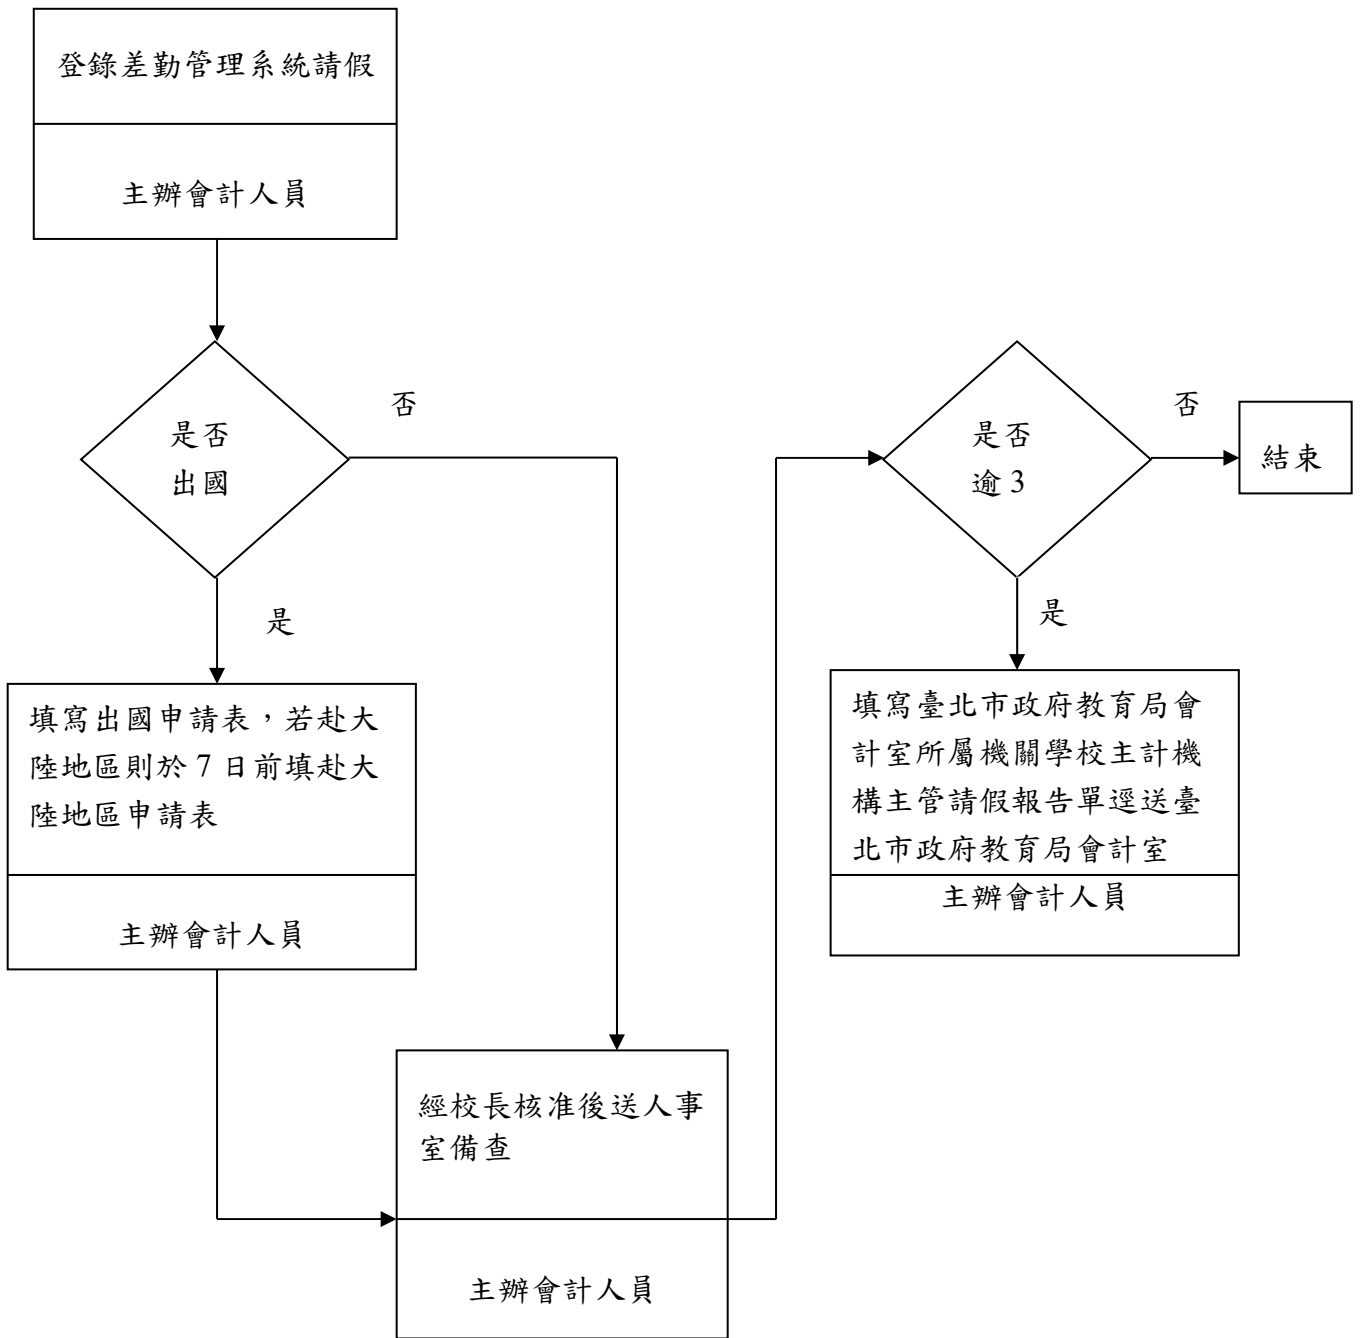 登錄差勤管理系統請假
主辦會計人員
是否
出國
否
是
填寫出國申請表，若赴大
陸地區則於 7 日前填赴大
陸地區申請表
主辦會計人員
經校長核准後送人事
室備查
主辦會計人員
是否
逾 3
否
結束
是
填寫臺北市政府教育局會
計室所屬機關學校主計機
構主管請假報告單逕送臺
北市政府教育局會計室
主辦會計人員